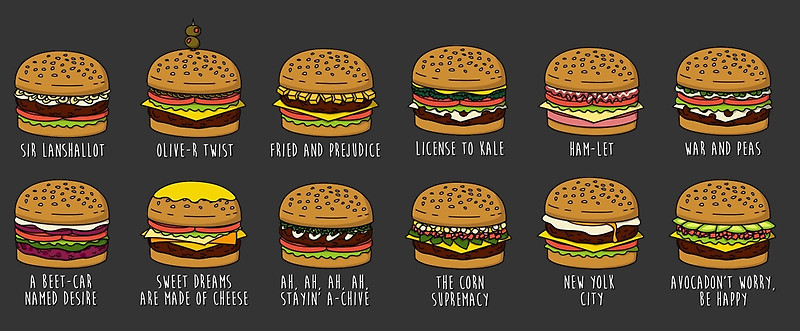 SIR LANSHALLOT
OLIVE-R TWIST
FRIED AND PREJUDICE
LICENSE TO KALE
HAM-LET
WAR AND PEAS
A BEET-CAR
NAMED DESIRE
SWEET DREAMS
ARE MADE OF CHEESE
AH, AH, AH, AH,
STAYIN' A-CHIVE
THE CORN
SUPREMACY
NEW YOLK
CITY
AVOCADON'T WORRY,
BE HAPPY